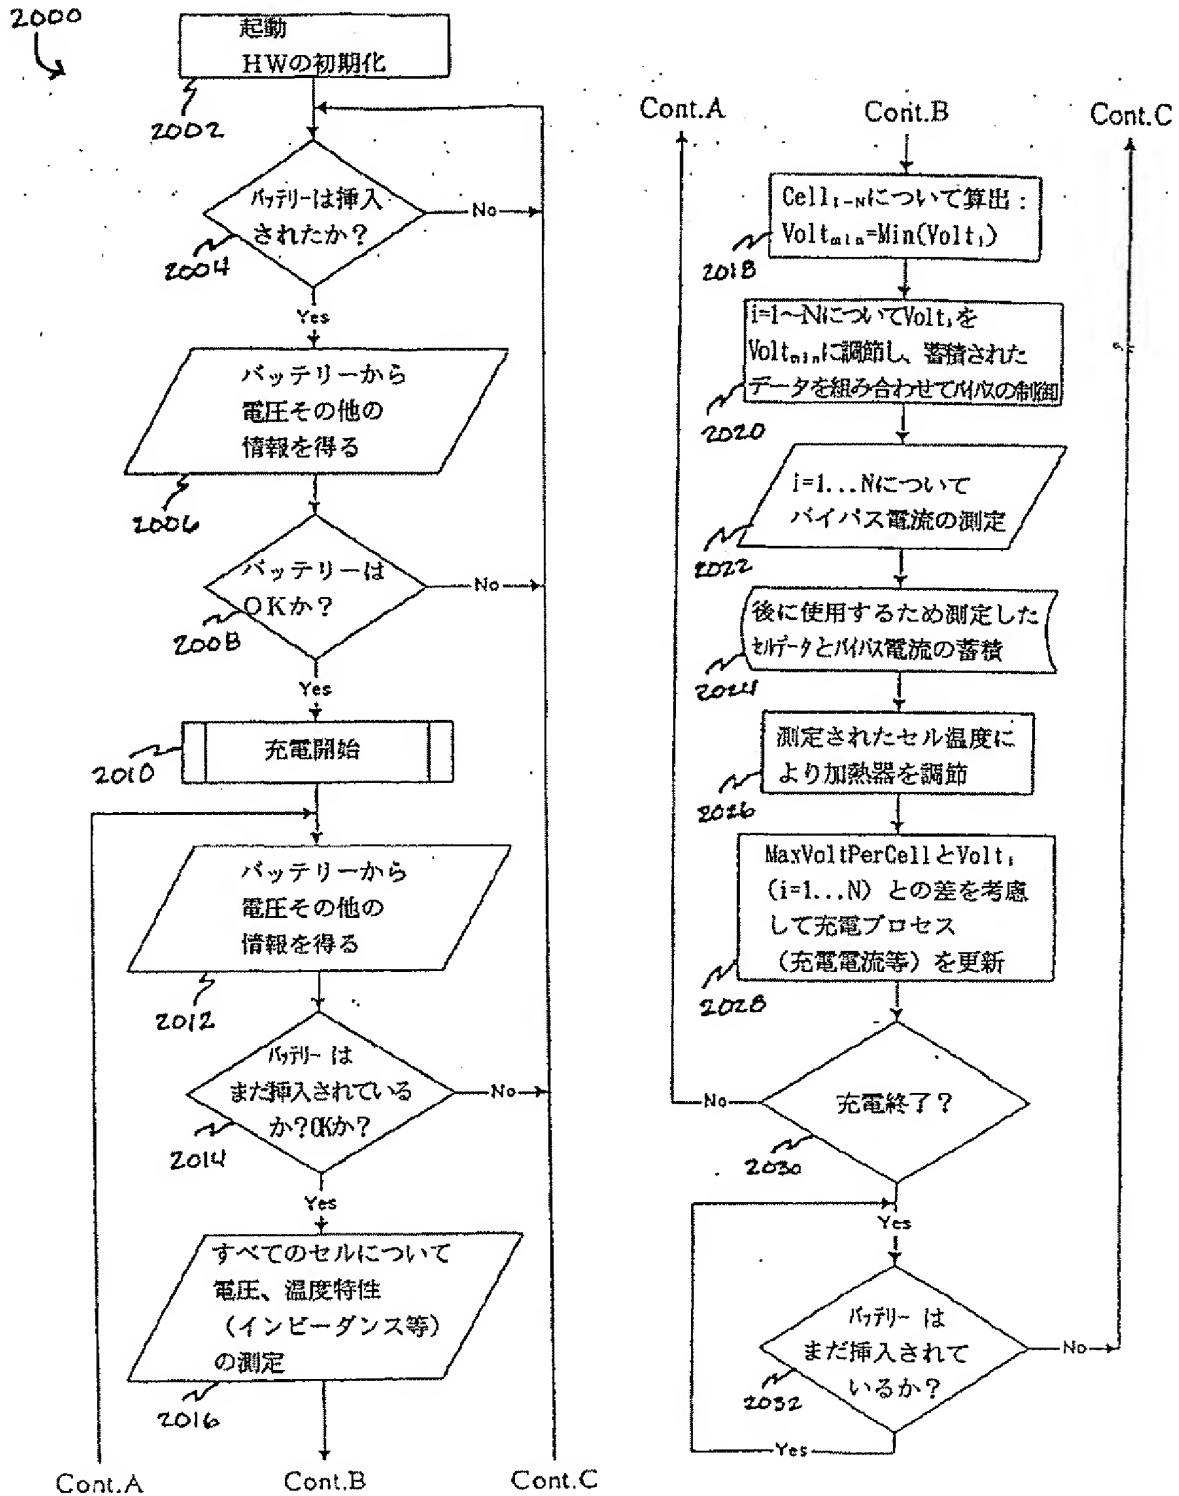 2000
起動
HWの初期化
2002
バッテリーは挿入
されたか？
No
2004
Yes
バッテリーから
電圧その他の
情報を得る
2006
バッテリーは
OKか？
No
2008
Yes
充電開始
2010
バッテリーから
電圧その他の
情報を得る
2012
バッテリー は
まだ挿入されている
か？OKか？
No
2014
Yes
すべてのセルについて
電圧、温度特性
（インピーダンス等）
の測定
2016
Cont.A
Cont.B
Cont.C
Cont.A
Cont.B
Cont.C
Cell₁₋Nについて算出：
Voltmin=Min(Volti)
2018
i=1~NについてVoltiを
Voltminに調節し、蓄積された
データを組み合わせてバイパスの制御
2020
i=1...Nについて
バイパス電流の測定
2022
後に使用するため測定した
セルデータとバイパス電流の蓄積
2024
測定されたセル温度に
より加熱器を調節
2026
MaxVoltPerCellとVolti
（i=1...N）との差を考慮
して充電プロセス
（充電電流等）を更新
2028
充電終了？
No
2030
Yes
バッテリー は
まだ挿入されて
いるか？
No
2032
Yes